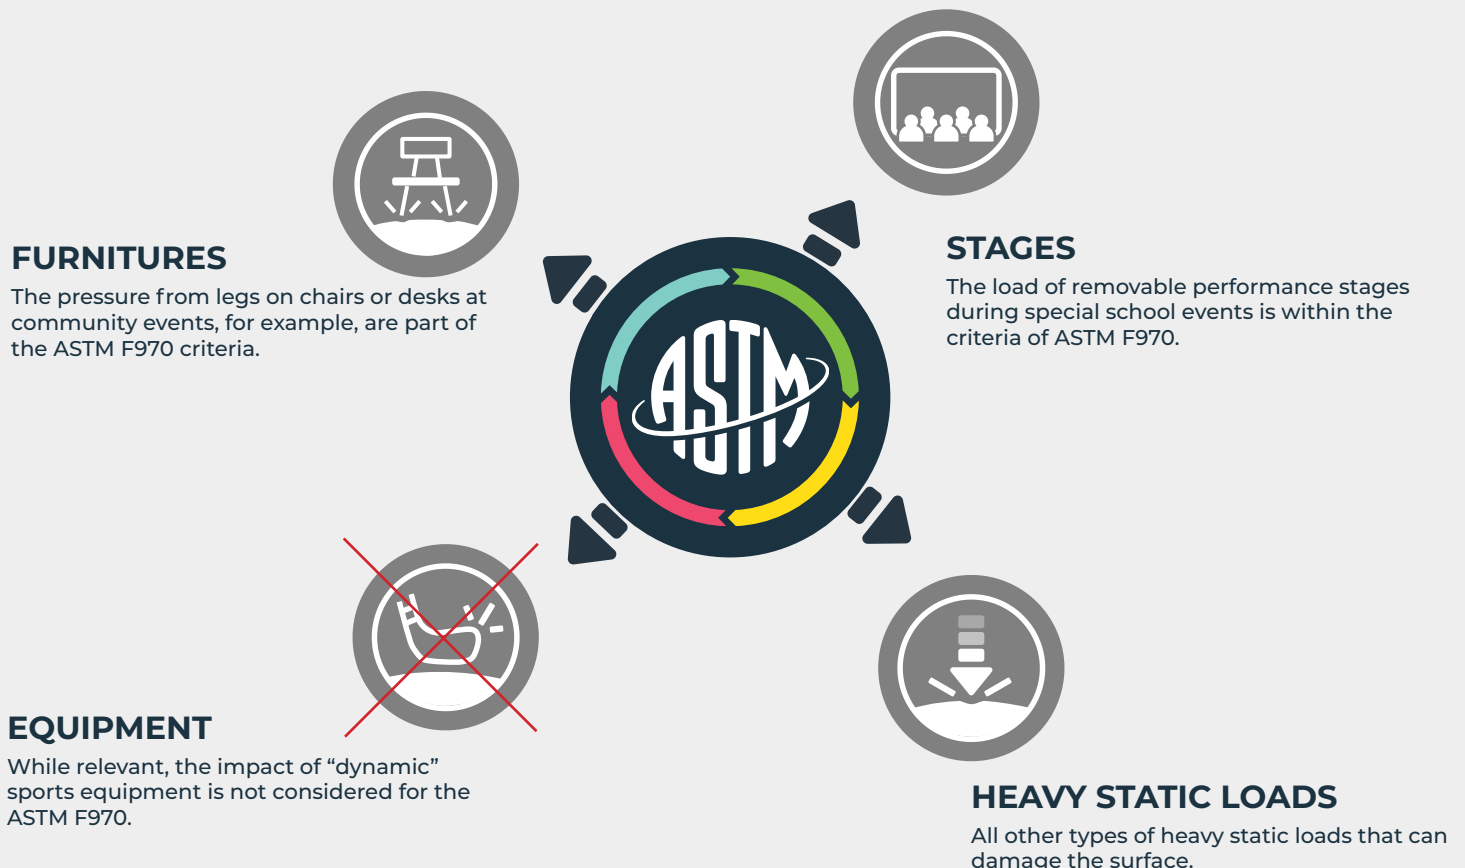 FURNITURES
The pressure from legs on chairs or desks at
community events, for example, are part of
the ASTM F970 criteria.
STAGES
The load of removable performance stages
during special school events is within the
criteria of ASTM F970.
ASTM
EQUIPMENT
While relevant, the impact of “dynamic”
sports equipment is not considered for the
ASTM F970.
HEAVY STATIC LOADS
All other types of heavy static loads that can
damage the surface.